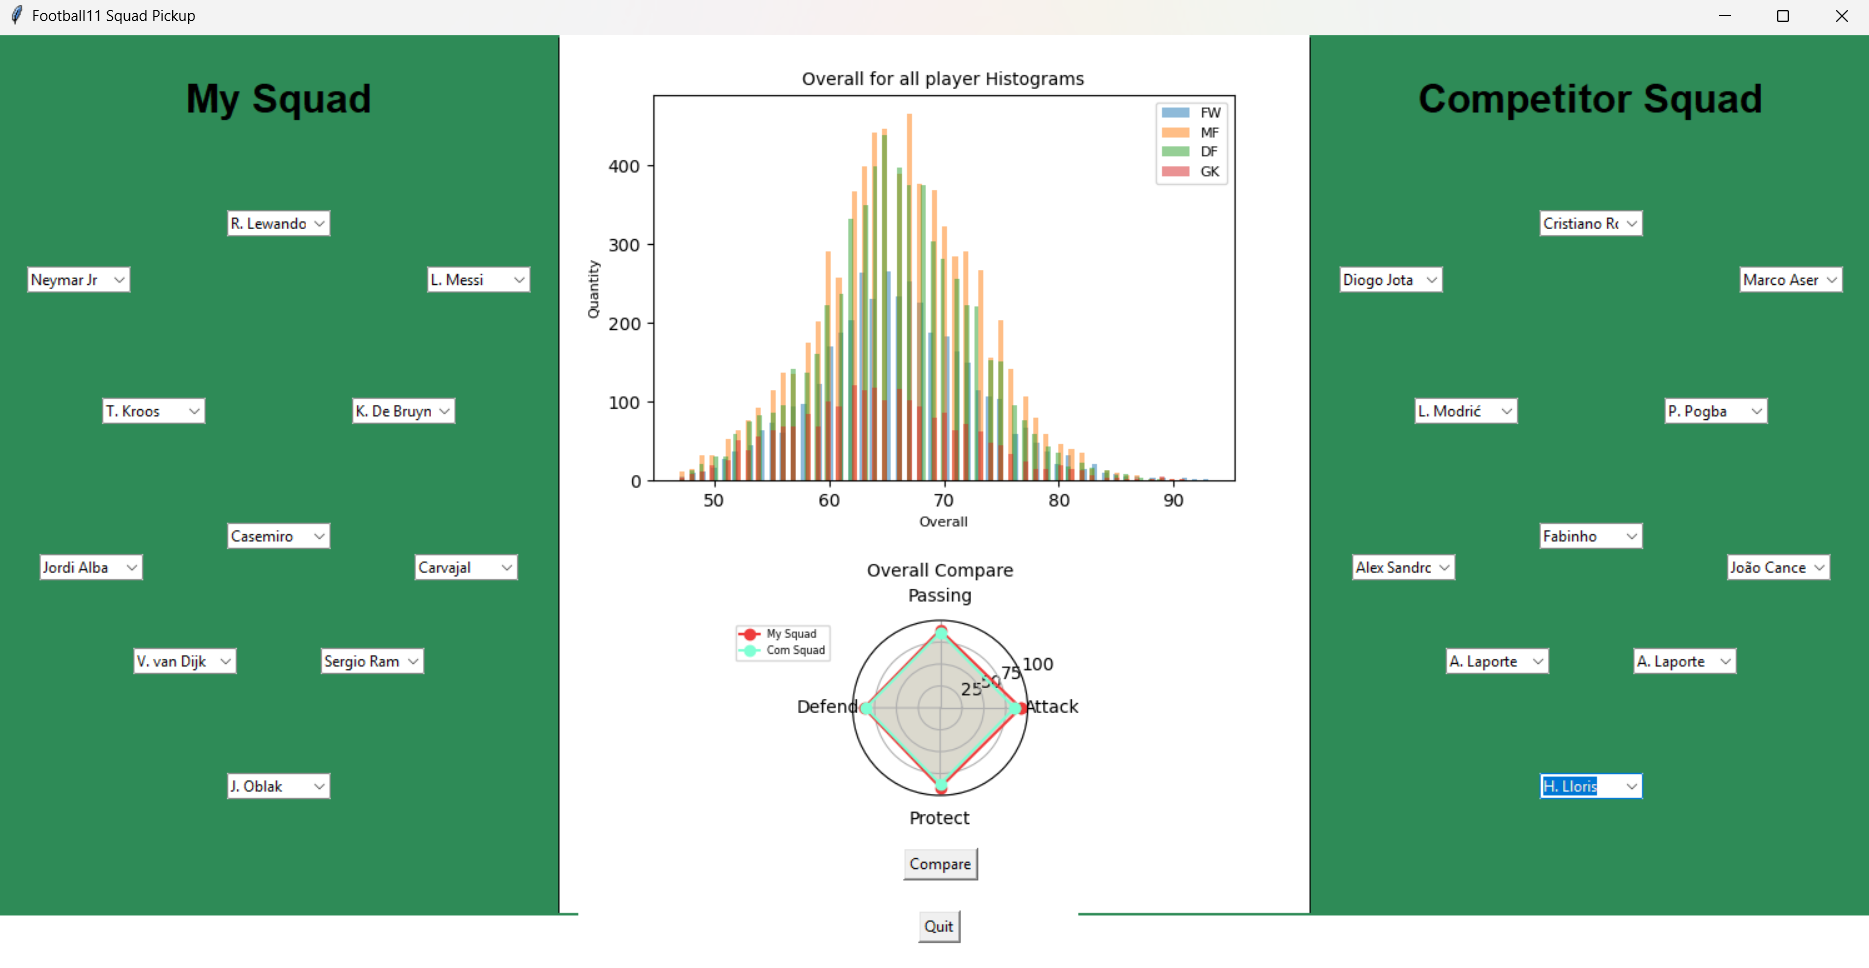 Football11 Squad Pickup
My Squad
R. Lewando
Neymar Jr
L. Messi
T. Kroos
K. De Bruyn
Casemiro
Jordi Alba
Carvajal
V. van Dijk
Sergio Ram
J. Oblak
Overall for all player Histograms
FW
MF
DF
GK
Quantity
400
300
200
100
0
50 60 70 80 90
Overall
Overall Compare
Passing
My Squad
Com Squad
100
75
50
25
Defend
Attack
Protect
Compare
Quit
Competitor Squad
Cristiano Ro
Diogo Jota
Marco Aser
L. Modrić
P. Pogba
Fabinho
Alex Sandro
João Cance
A. Laporte
A. Laporte
H. Lloris